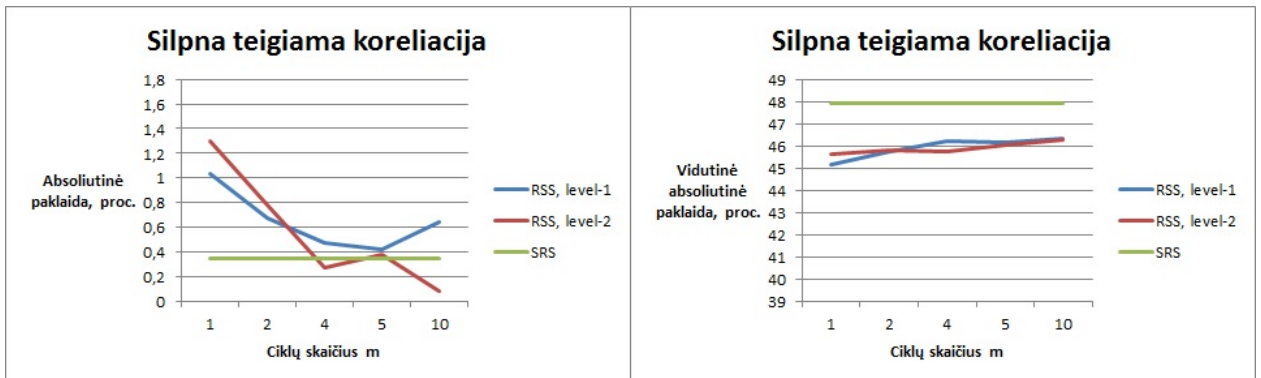 Silpna teigiama koreliacija
1,8
1,6
1,4
1,2
1
0,8
0,6
0,4
0,2
0
Absoliutinė
paklaida, proc.
1 2 4 5 10
Ciklų skaičius m
RSS, level-1
RSS, level-2
SRS
Silpna teigiama koreliacija
49
48
47
46
45
44
43
42
41
40
39
Vidutinė
absoliutinė
paklaida, proc.
1 2 4 5 10
Ciklų skaičius m
RSS, level-1
RSS, level-2
SRS